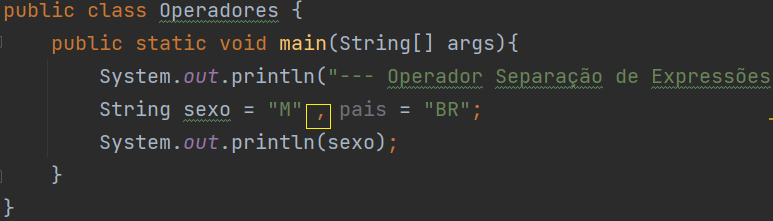 public class Operadores {
public static void main(String[] args){
System.out.println("--- Operador Separação de Expressões
String sexo = "M" , pais = "BR";
System.out.println(sexo);
}
}